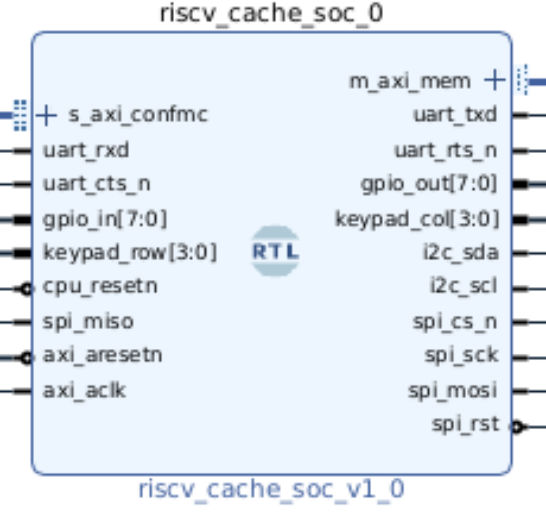 riscv_cache_soc_0
m_axi_mem
s_axi_confmc
uart_txd
uart_rxd
uart_rts_n
uart_cts_n
gpio_out[7:0]
gpio_in[7:0]
keypad_col[3:0]
keypad_row[3:0]
RTL
i2c_sda
cpu_resetn
i2c_scl
spi_miso
spi_cs_n
axi_aresetn
spi_sck
axi_aclk
spi_mosi
spi_rst
riscv_cache_soc_v1_0